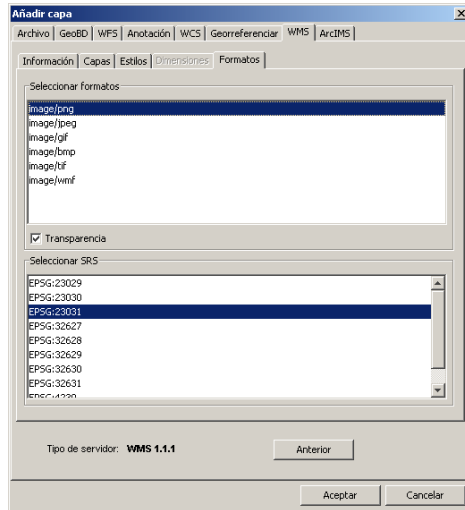 Añadir capa
Archivo GeoBD WFS Anotación WCS Georreferenciar WMS ArcIMS
Información Capas Estilos Dimensiones Formatos
Seleccionar formatos
image/png
image/jpeg
image/gif
image/bmp
image/tif
image/wmf
Transparencia
Seleccionar SRS
EPSG:23029
EPSG:23030
EPSG:23031
EPSG:32627
EPSG:32628
EPSG:32629
EPSG:32630
EPSG:32631
EPSG:4230
Tipo de servidor: WMS 1.1.1 Anterior
Aceptar Cancelar